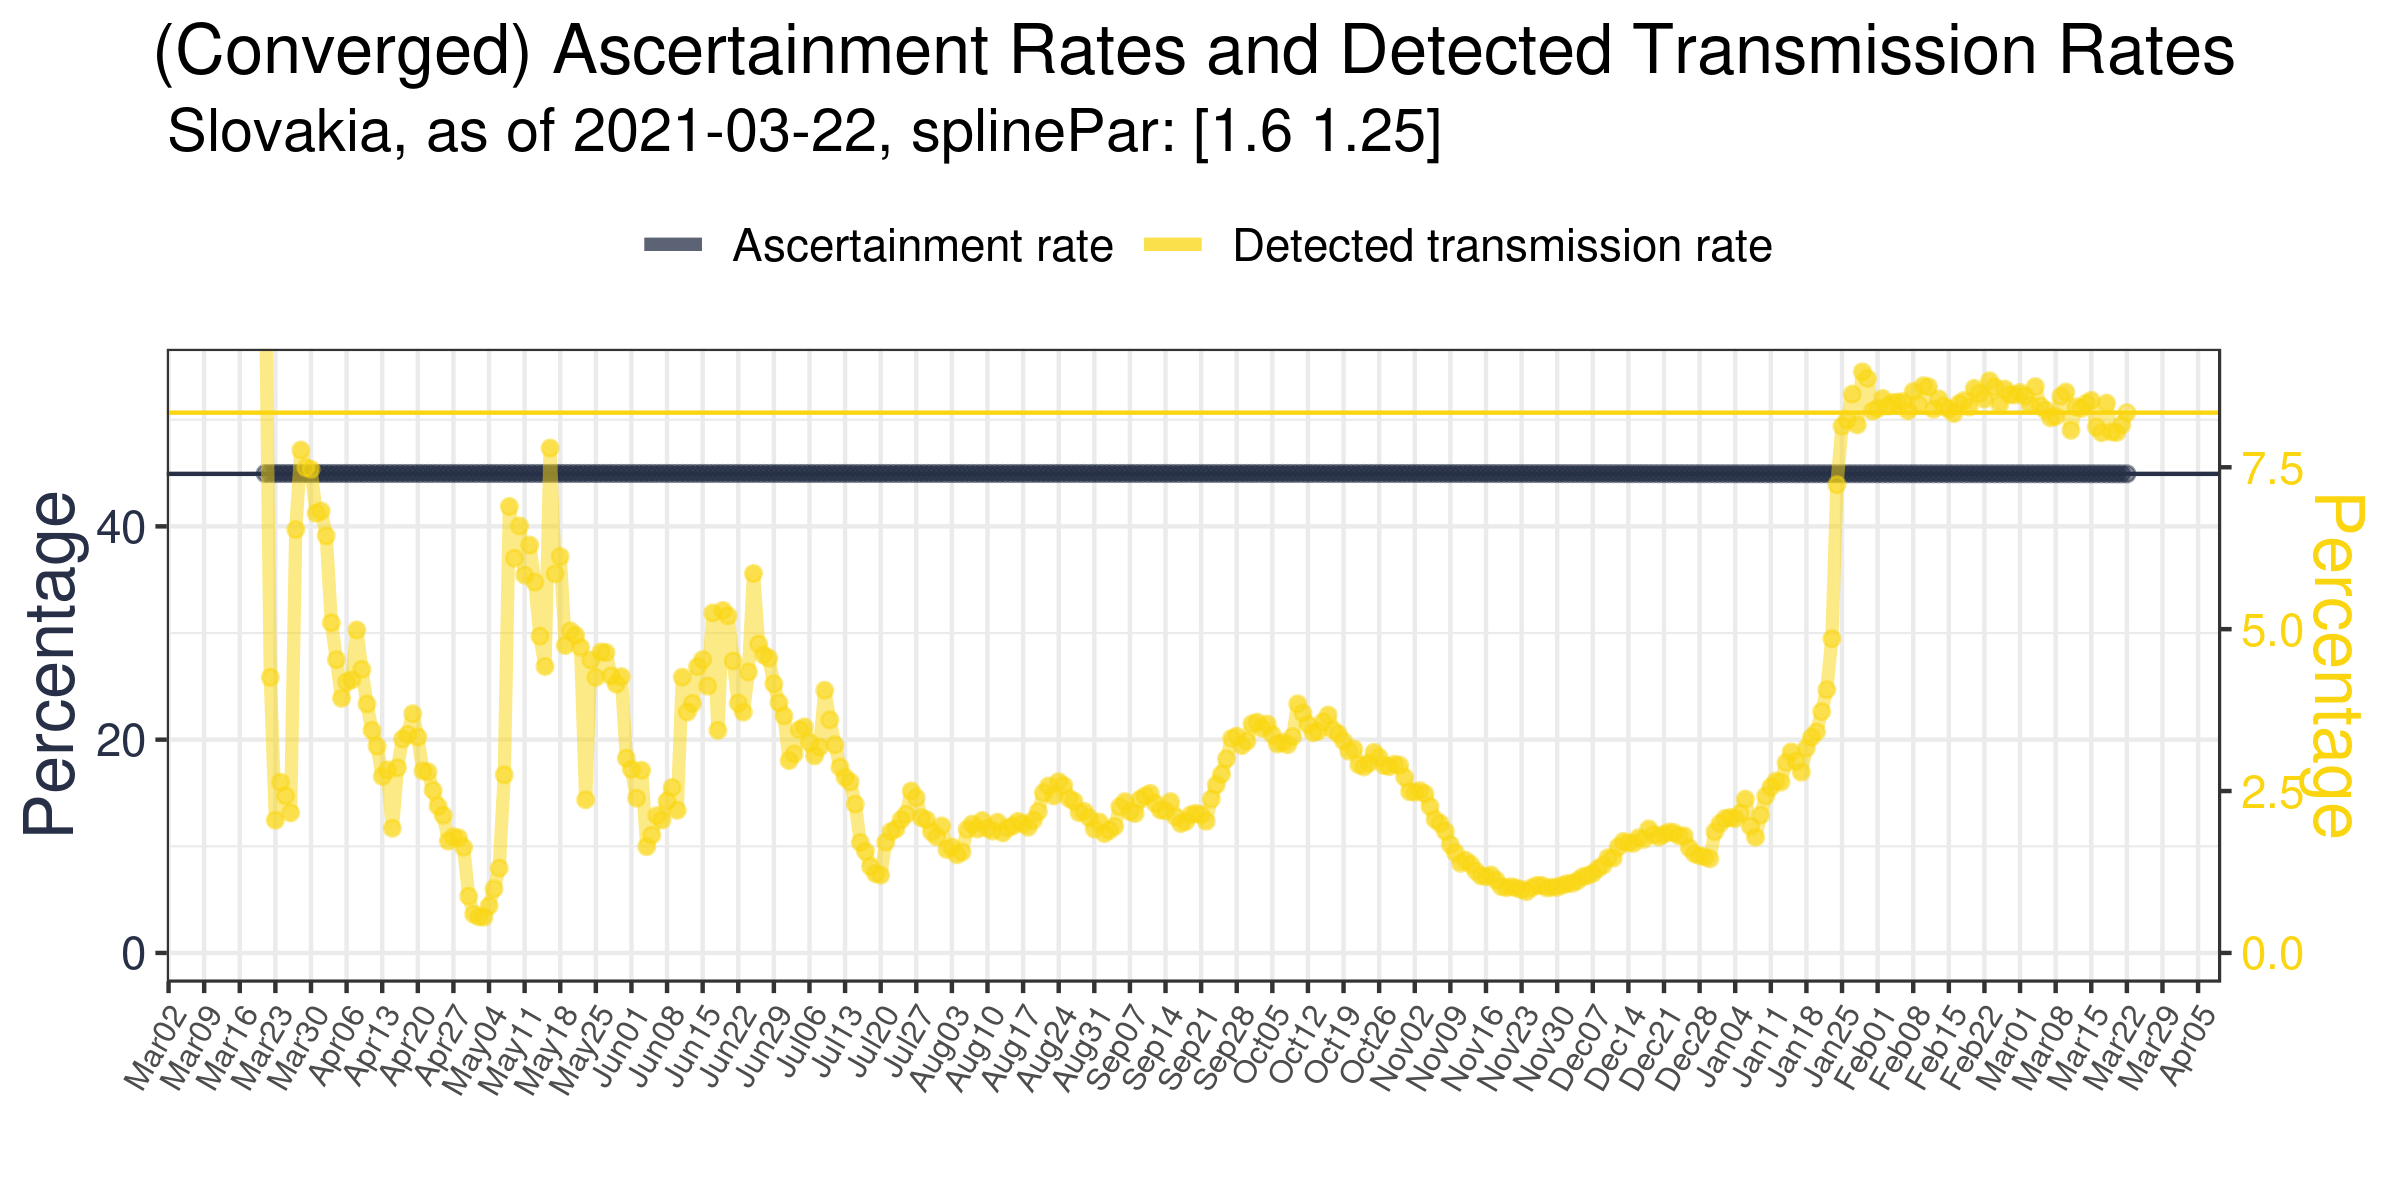 (Converged) Ascertainment Rates and Detected Transmission Rates
Slovakia, as of 2021-03-22, splinePar: [1.6 1.25]
Ascertainment rate
Detected transmission rate
Percentage
40
20
0
7.5
5.0
2.5
0.0
Percentage
Mar02
Mar09
Mar16
Mar23
Mar30
Apr06
Apr13
Apr20
Apr27
May04
May11
May18
May25
Jun01
Jun08
Jun15
Jun22
Jun29
Jul06
Jul13
Jul20
Jul27
Aug03
Aug10
Aug17
Aug24
Aug31
Sep07
Sep14
Sep21
Sep28
Oct05
Oct12
Oct19
Oct26
Nov02
Nov09
Nov16
Nov23
Nov30
Dec07
Dec14
Dec21
Dec28
Jan04
Jan11
Jan18
Jan25
Feb01
Feb08
Feb15
Feb22
Mar01
Mar08
Mar15
Mar22
Mar29
Apr05